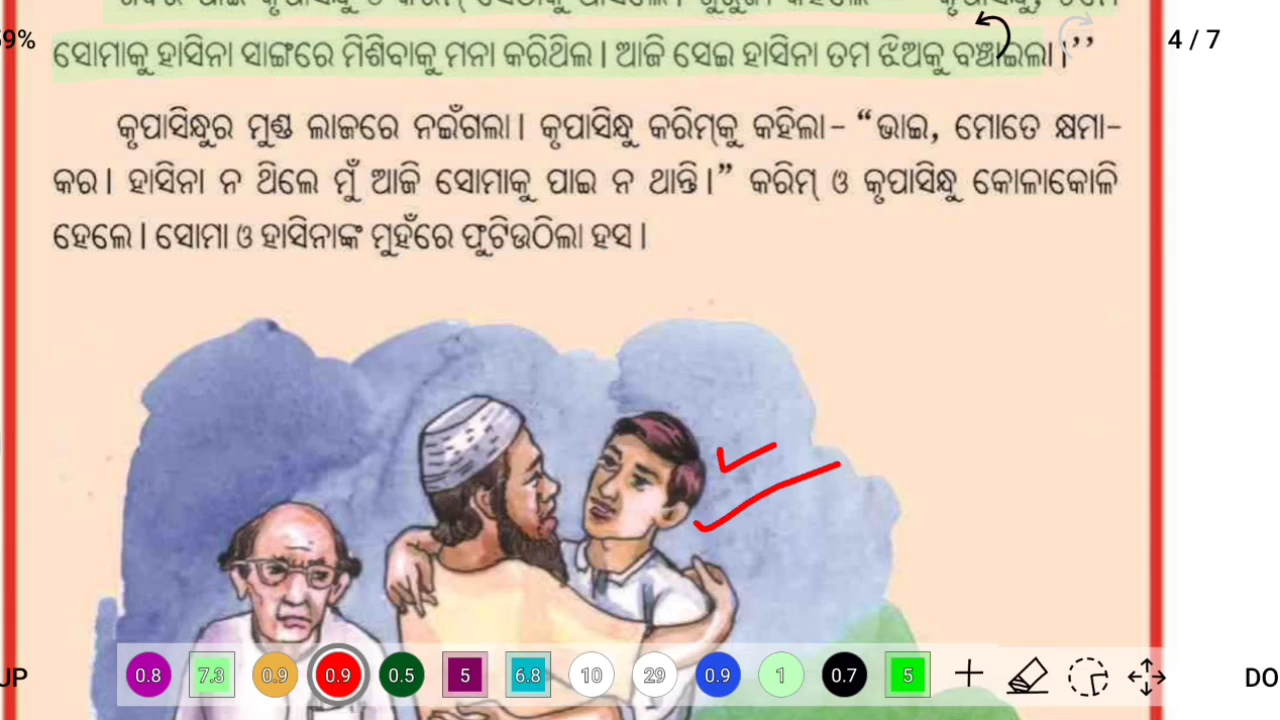 ସୋମାକୁ ହାସିନା ସାଙ୍ଗରେ ମିଶିବାକୁ ମନା କରିଥିଲ । ଆଜି ସେଇ ହାସିନା ତମ ଝିଅକୁ ବଞ୍ଚାଇଲା ।’’
4 / 7
କୃପାସିନ୍ଧୁର ମୁଣ୍ଡ ଲାଜରେ ନଇଁଗଲା । କୃପାସିନ୍ଧୁ କରିମ୍‌କୁ କହିଲା– “ଭାଇ, ମୋତେ କ୍ଷମା–
କର । ହାସିନା ନ ଥିଲେ ମୁଁ ଆଜି ସୋମାକୁ ପାଇ ନ ଥାନ୍ତି ।” କରିମ୍ ଓ କୃପାସିନ୍ଧୁ କୋଳାକୋଳି
ହେଲେ । ସୋମା ଓ ହାସିନାଙ୍କ ମୁହଁରେ ଫୁଟିଉଠିଲା ହସ ।
UP 0.8 7.3 0.9 0.9 0.5 5 6.8 10 29 0.9 1 0.7 5 DO